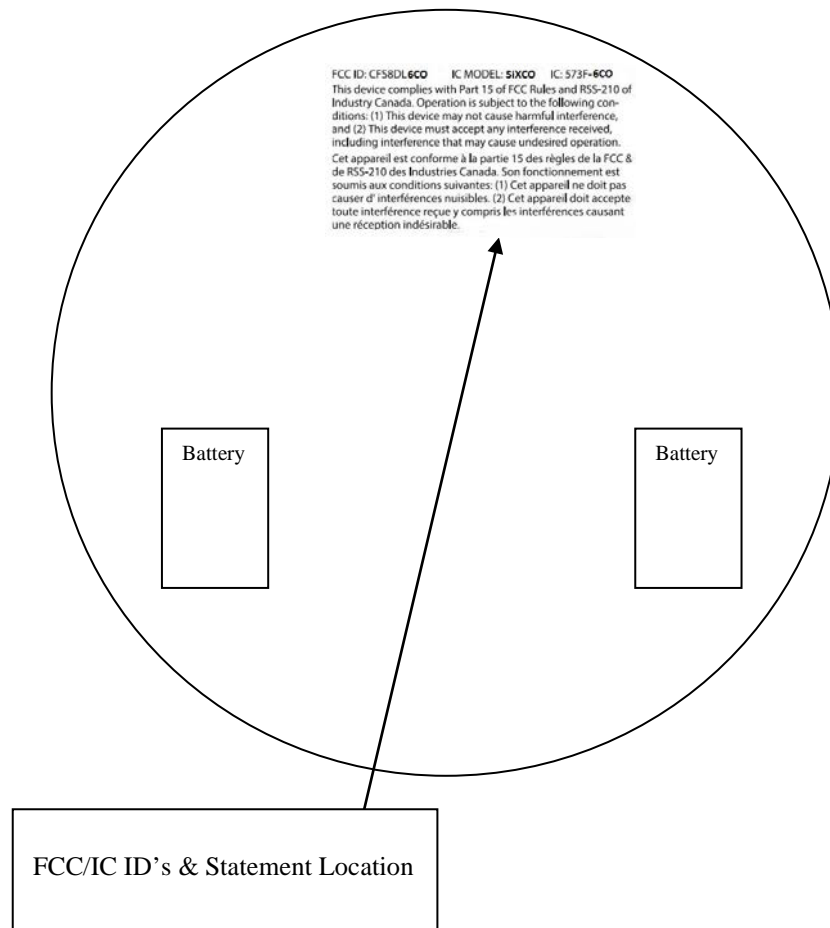 FCC ID: CFS8DL6CO IC MODEL: SIXCO IC: 573F-6CO
This device complies with Part 15 of FCC Rules and RSS-210 of
Industry Canada. Operation is subject to the following con-
ditions: (1) This device may not cause harmful interference,
and (2) This device must accept any interference received,
including interference that may cause undesired operation.
Cet appareil est conforme à la partie 15 des règles de la FCC &
de RSS-210 des Industries Canada. Son fonctionnement est
soumis aux conditions suivantes: (1) Cet appareil ne doit pas
causer d' interférences nuisibles. (2) Cet appareil doit accepte
toute interférence reçue y compris les interférences causant
une réception indésirable.
Battery
Battery
FCC/IC ID’s & Statement Location